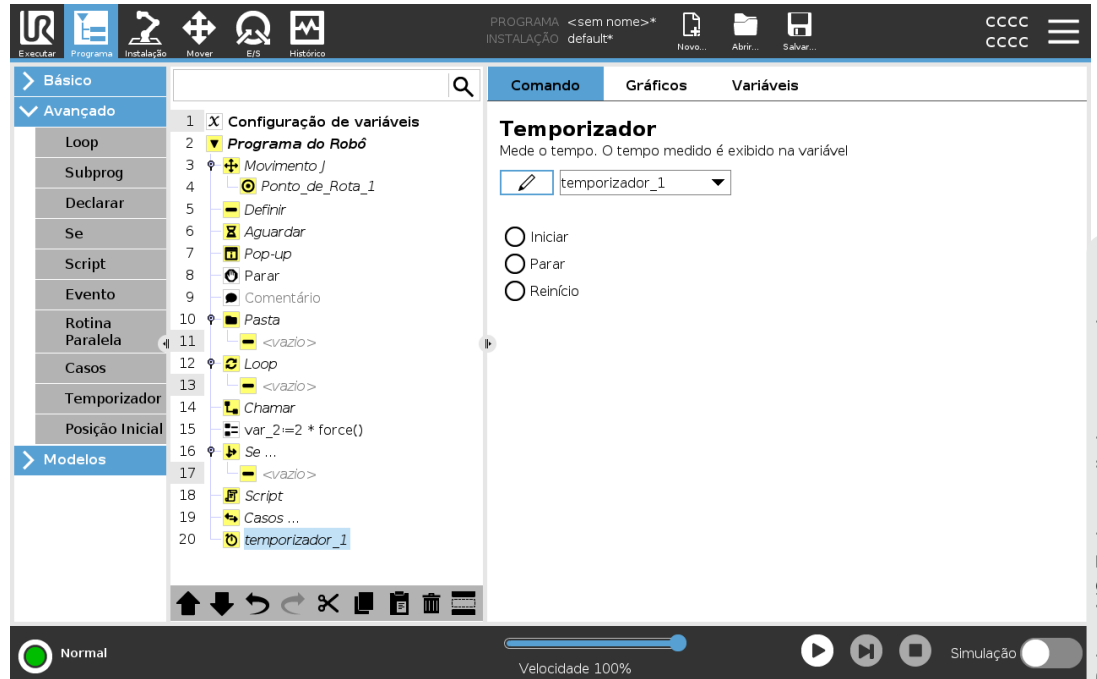 UR
PROGRAMA <sem nome>*
INSTALAÇÃO default*
Executar Programa Instalação Mover E/S Histórico
Novo... Abrir... Salvar...
CCCC
CCCC
Básico
Avançado
Loop
Subprog
Declarar
Se
Script
Evento
Rotina
Paralela
Casos
Temporizador
Posição Inicial
Modelos
1 X Configuração de variáveis
2 Programa do Robô
3 Movimento J
4 Ponto_de_Rota_1
5 Definir
6 Aguardar
7 Pop-up
8 Parar
9 Comentário
10 Pasta
11 <vazio>
12 Loop
13 <vazio>
14 Chamar
15 var_2:=2 * force()
16 Se ...
17 <vazio>
18 Script
19 Casos ...
20 temporizador_1
Comando Gráficos Variáveis
Temporizador
Mede o tempo. O tempo medido é exibido na variável
temporizador_1
Iniciar
Parar
Reinício
Normal
Velocidade 100%
Simulação